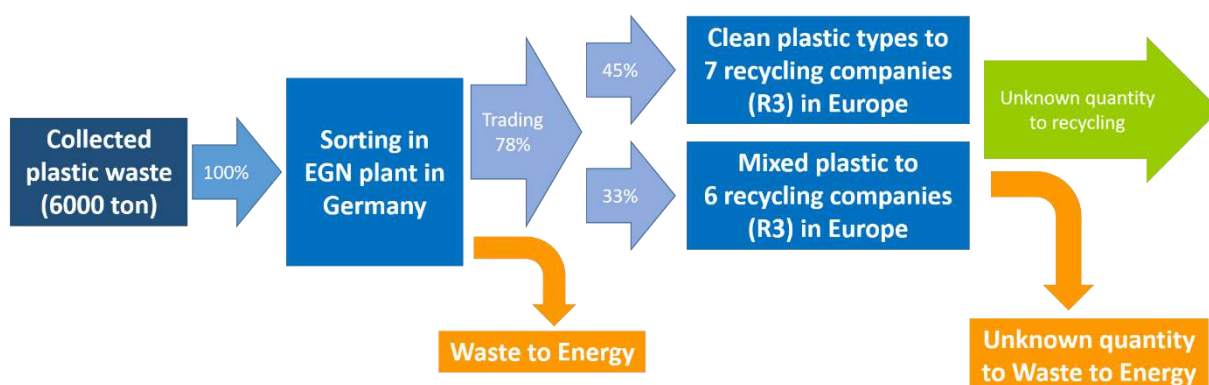 Collected
plastic waste
(6000 ton)
100%
Sorting in
EGN plant in
Germany
Trading
78%
45%
33%
Clean plastic types to
7 recycling companies
(R3) in Europe
Mixed plastic to
6 recycling companies
(R3) in Europe
Unknown quantity
to recycling
Waste to Energy
Unknown quantity
to Waste to Energy